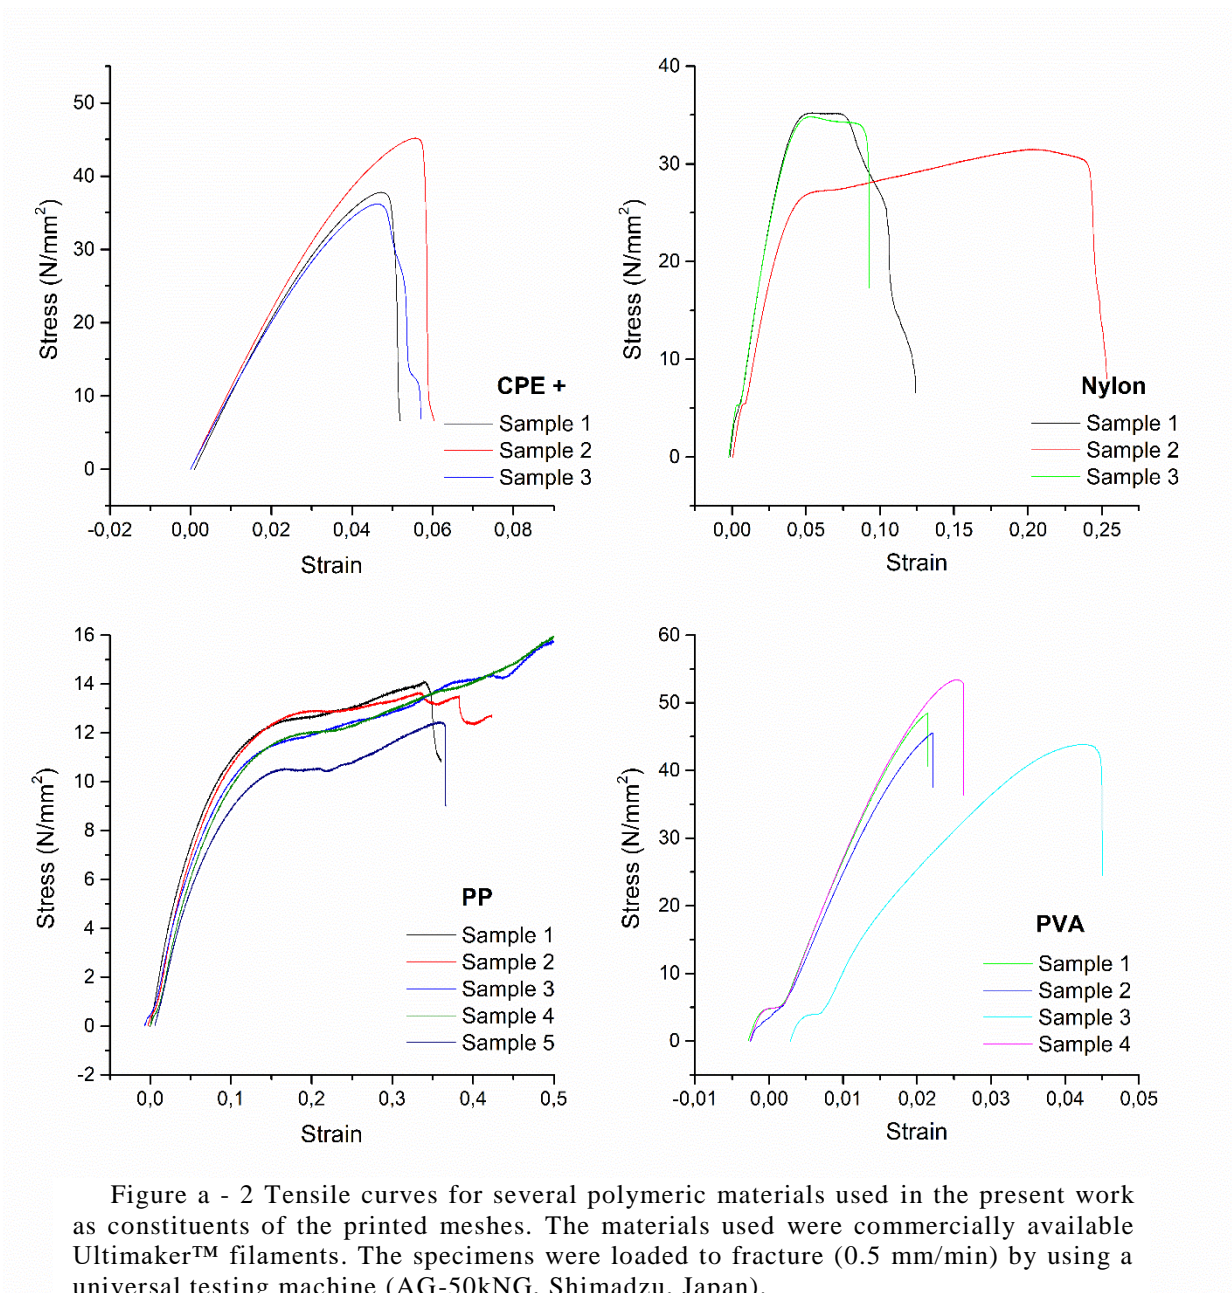 50
40
30
20
10
0
Stress (N/mm²)
-0,02 0,00 0,02 0,04 0,06 0,08
Strain
CPE +
Sample 1
Sample 2
Sample 3
40
30
20
10
0
Stress (N/mm²)
0,00 0,05 0,10 0,15 0,20 0,25
Strain
Nylon
Sample 1
Sample 2
Sample 3
16
14
12
10
8
6
4
2
0
-2
Stress (N/mm²)
0,0 0,1 0,2 0,3 0,4 0,5
Strain
PP
Sample 1
Sample 2
Sample 3
Sample 4
Sample 5
60
50
40
30
20
10
0
Stress (N/mm²)
-0,01 0,00 0,01 0,02 0,03 0,04 0,05
Strain
PVA
Sample 1
Sample 2
Sample 3
Sample 4
Figure a - 2 Tensile curves for several polymeric materials used in the present work
as constituents of the printed meshes. The materials used were commercially available
Ultimaker™ filaments. The specimens were loaded to fracture (0.5 mm/min) by using a
universal testing machine (AG-50kNG, Shimadzu, Japan).